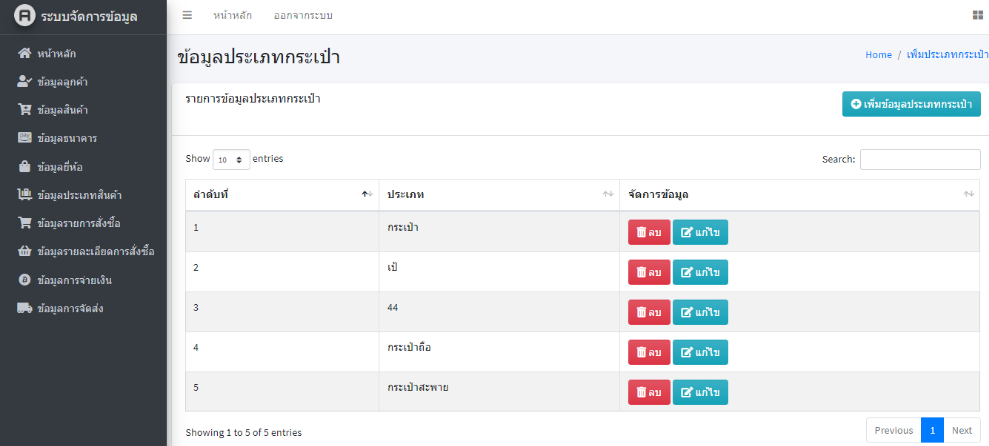 ระบบจัดการข้อมูล
หน้าหลัก
ข้อมูลลูกค้า
ข้อมูลสินค้า
ข้อมูลธนาคาร
ข้อมูลยี่ห้อ
ข้อมูลประเภทสินค้า
ข้อมูลรายการสั่งซื้อ
ข้อมูลรายละเอียดการสั่งซื้อ
ข้อมูลการจ่ายเงิน
ข้อมูลการจัดส่ง
หน้าหลัก ออกจากระบบ
ข้อมูลประเภทกระเป๋า
Home / เพิ่มประเภทกระเป๋า
รายการข้อมูลประเภทกระเป๋า
เพิ่มข้อมูลประเภทกระเป๋า
Show 10 entries
Search:
ลำดับที่ ประเภท จัดการข้อมูล
1 กระเป๋า ลบ แก้ไข
2 เป้ ลบ แก้ไข
3 44 ลบ แก้ไข
4 กระเป๋าถือ ลบ แก้ไข
5 กระเป๋าสะพาย ลบ แก้ไข
Showing 1 to 5 of 5 entries
Previous 1 Next